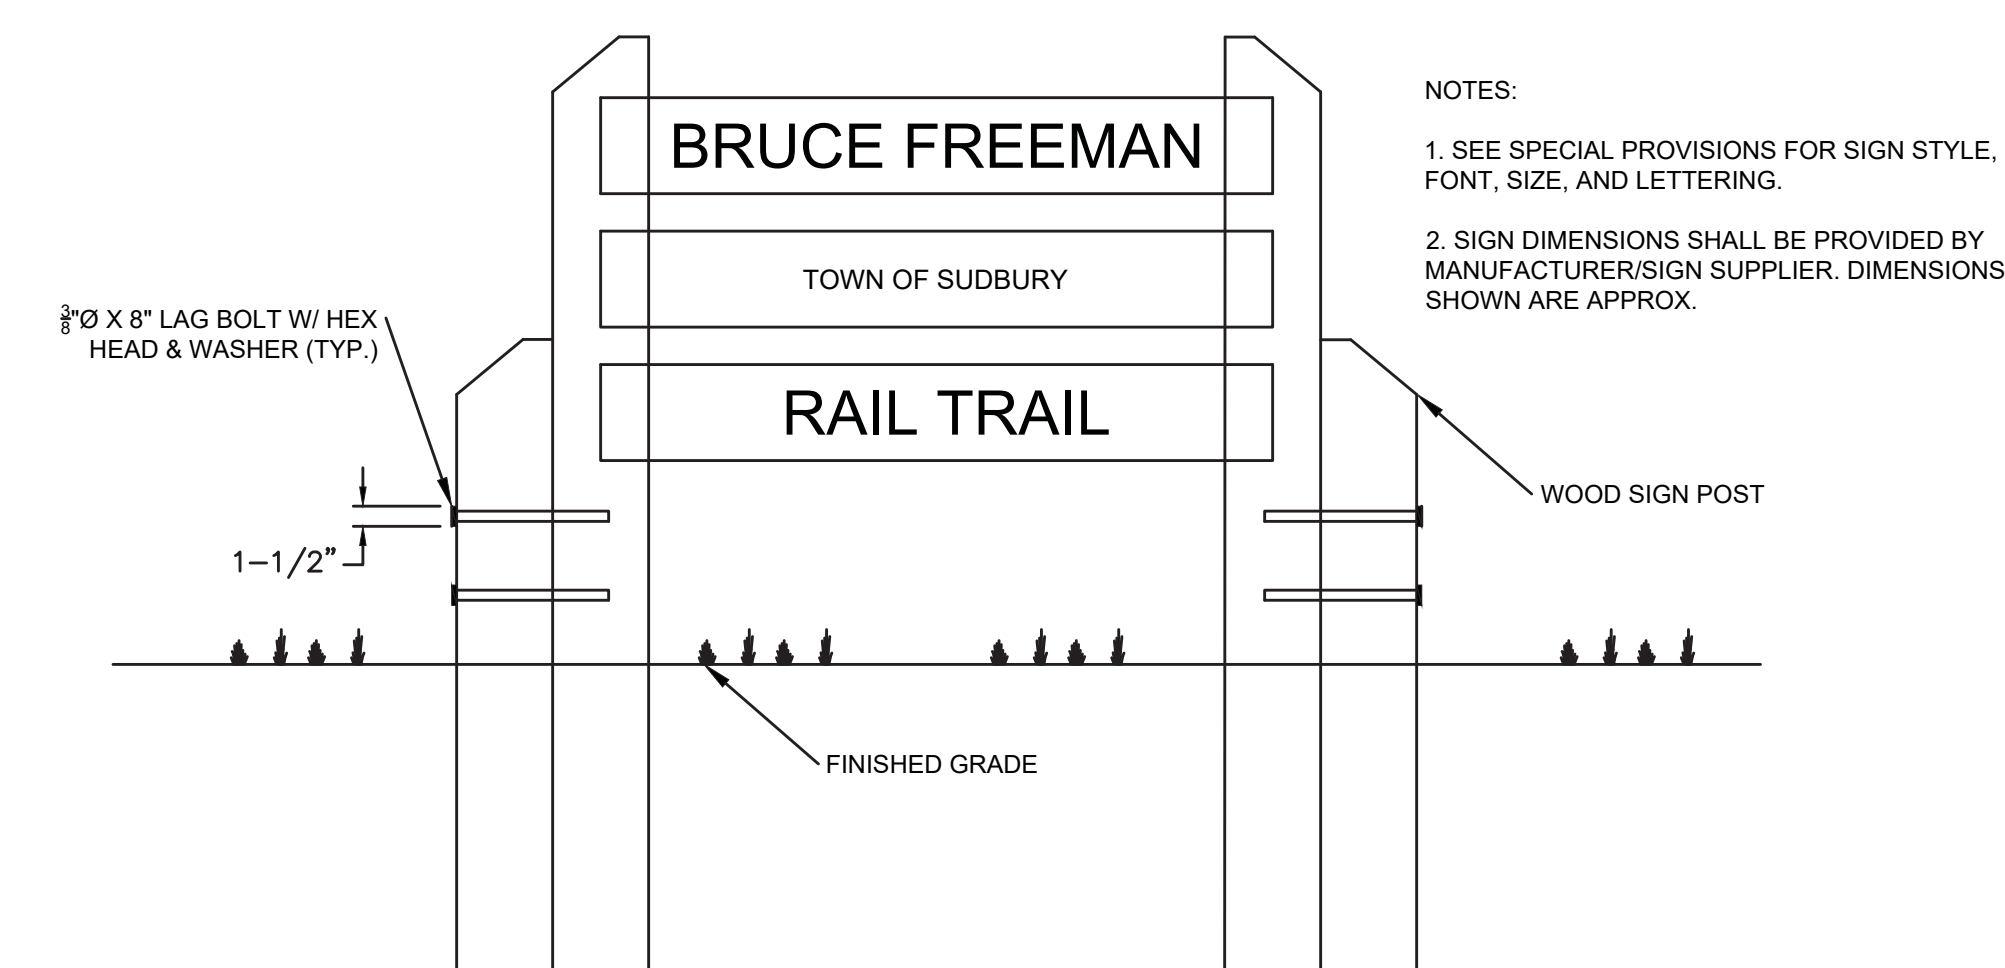 BRUCE FREEMAN
TOWN OF SUDBURY
RAIL TRAIL
NOTES:
1. SEE SPECIAL PROVISIONS FOR SIGN STYLE,
FONT, SIZE, AND LETTERING.
2. SIGN DIMENSIONS SHALL BE PROVIDED BY
MANUFACTURER/SIGN SUPPLIER. DIMENSIONS
SHOWN ARE APPROX.
3/8"Ø X 8" LAG BOLT W/ HEX
HEAD & WASHER (TYP.)
1-1/2"
WOOD SIGN POST
FINISHED GRADE